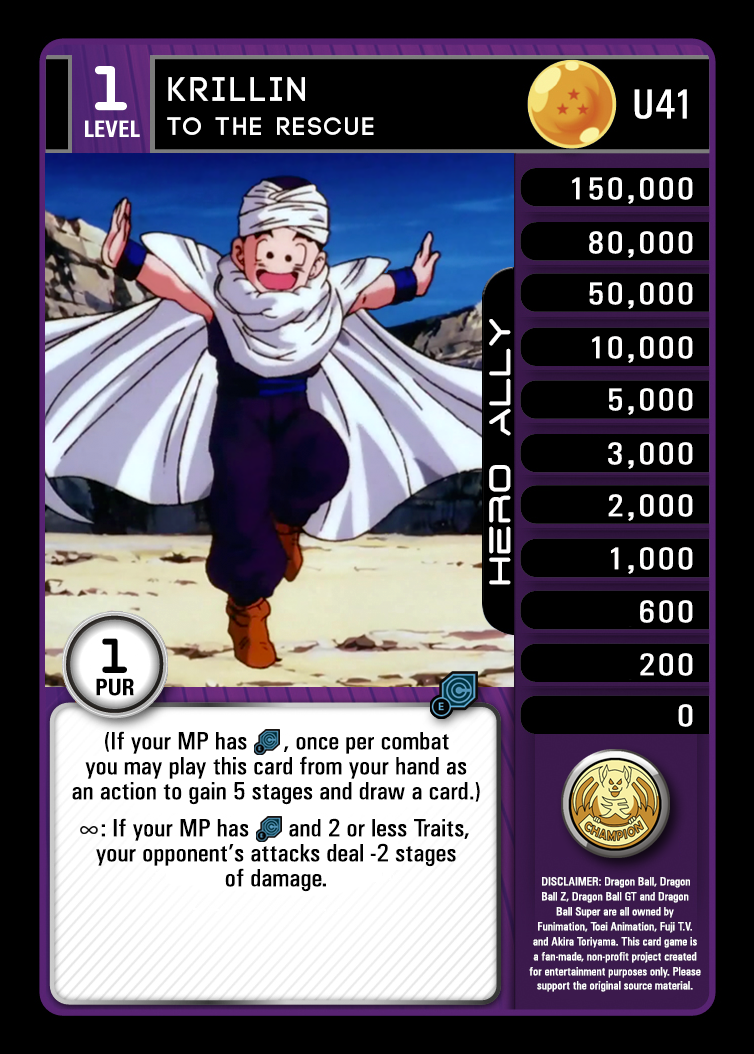 1
LEVEL
KRILLIN
TO THE RESCUE
U41
150,000
80,000
50,000
10,000
5,000
3,000
2,000
1,000
600
200
0
HERO ALLY
1
PUR
E
(If your MP has E, once per combat
you may play this card from your hand as
an action to gain 5 stages and draw a card.)
∞: If your MP has E and 2 or less Traits,
your opponent's attacks deal -2 stages
of damage.
CHAMPION
DISCLAIMER: Dragon Ball, Dragon
Ball Z, Dragon Ball GT and Dragon
Ball Super are all owned by
Funimation, Toei Animation, Fuji T.V.
and Akira Toriyama. This card game is
a fan-made, non-profit project created
for entertainment purposes only. Please
support the original source material.